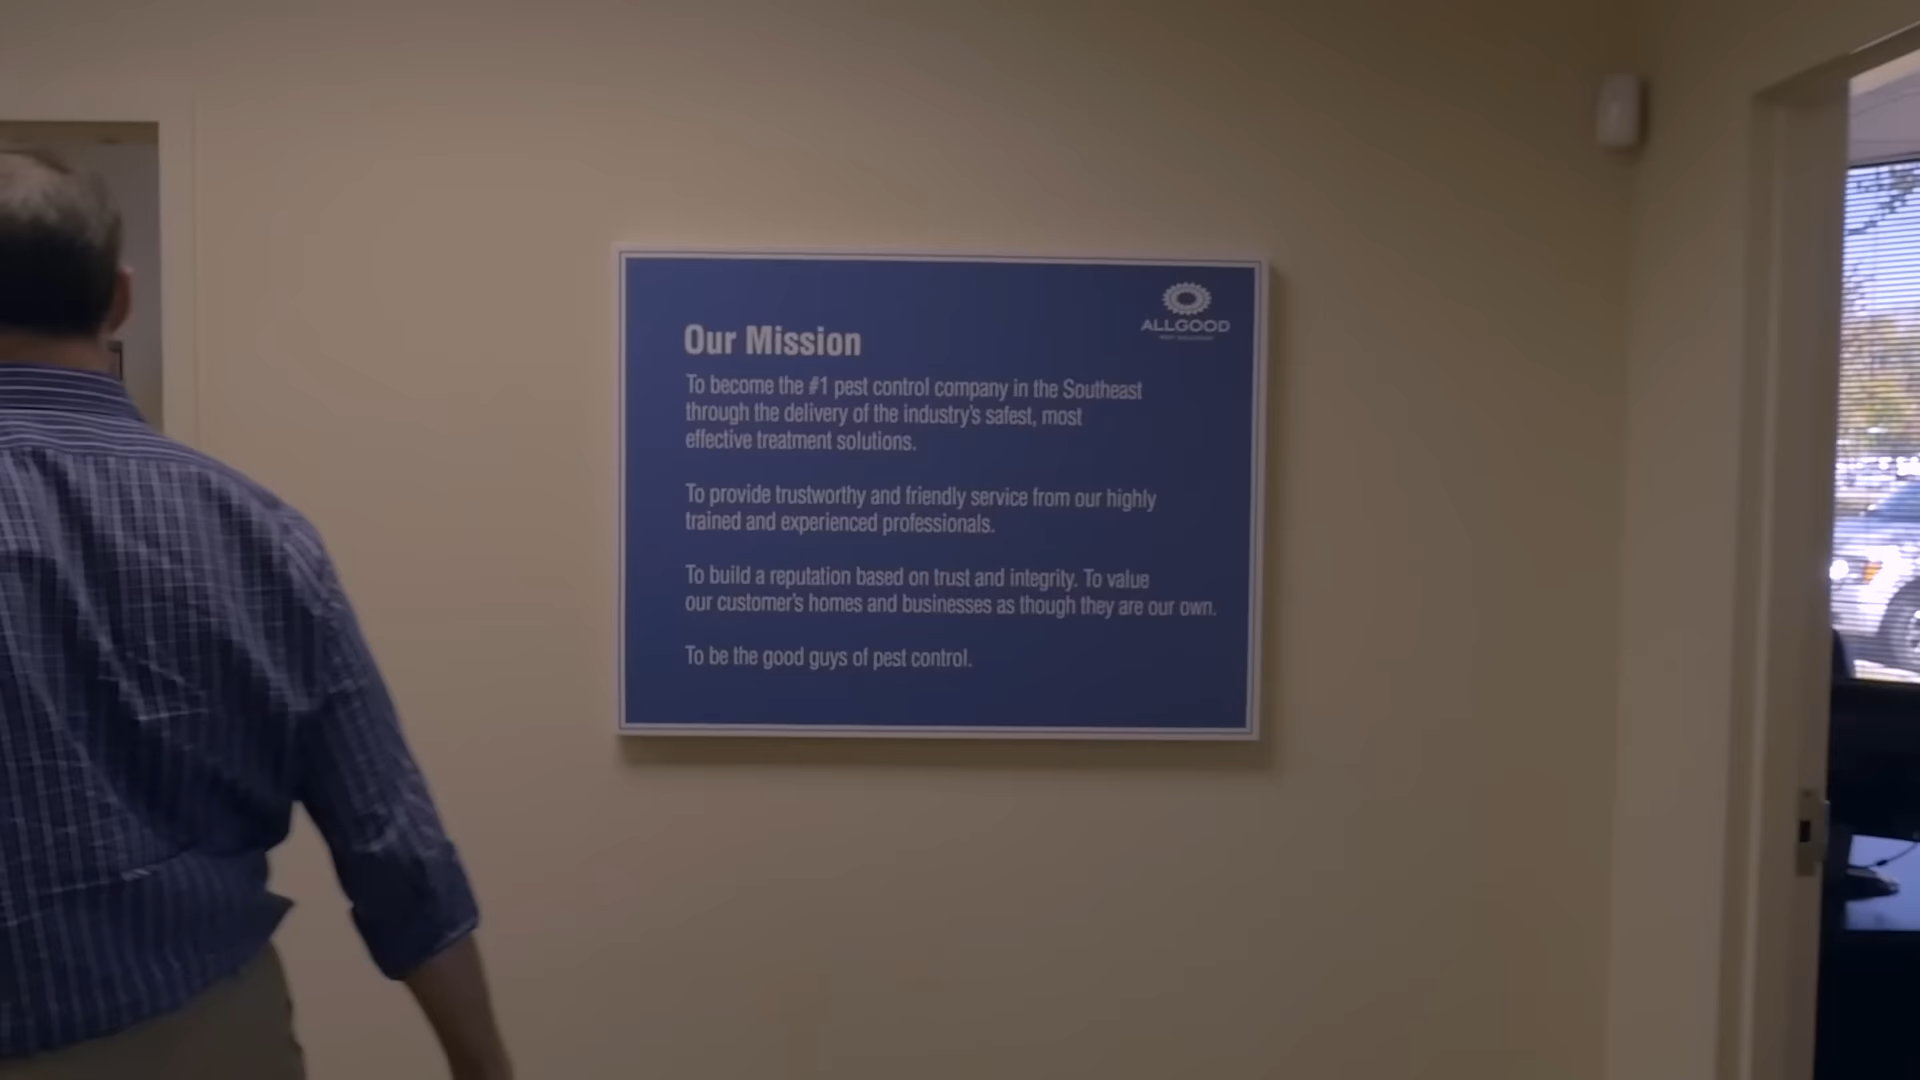 ALLGOOD
Our Mission
To become the #1 pest control company in the Southeast
through the delivery of the industry's safest, most
effective treatment solutions.
To provide trustworthy and friendly service from our highly
trained and experienced professionals.
To build a reputation based on trust and integrity. To value
our customer's homes and businesses as though they are our own.
To be the good guys of pest control.